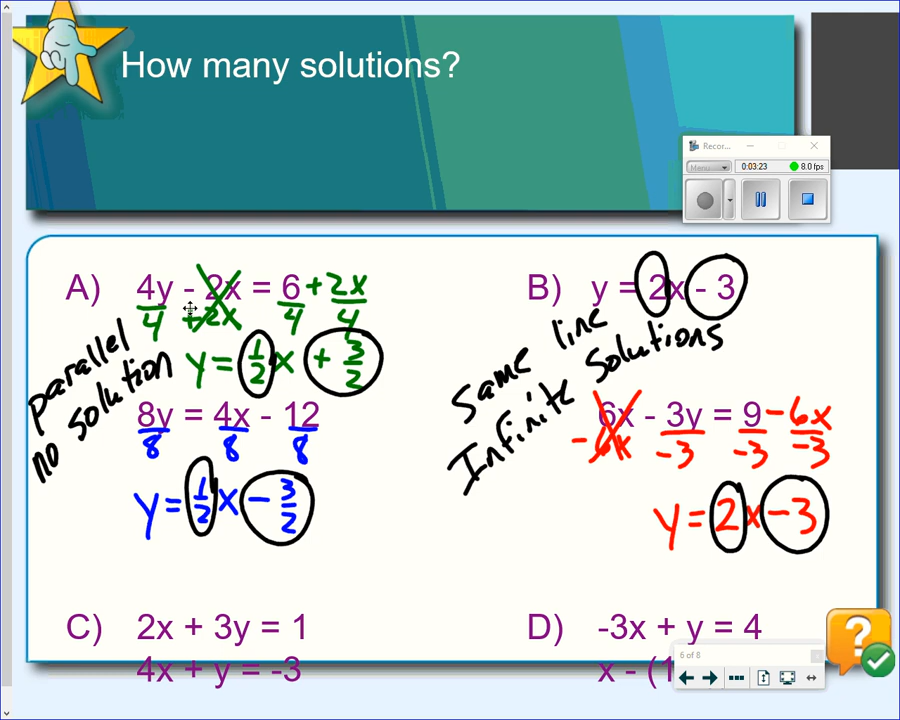 How many solutions?
Recor...
Menu
0:03:23
8.0 fps
A) 4y - 2x = 6 + 2x
4 + 2x 4 4
y = 1/2 x + 3/2
parallel
no solution
8y = 4x - 12
8 8 8
y = 1/2 x - 3/2
B) y = 2x - 3
Same line
Infinite solutions
6x - 3y = 9 - 6x
- 6x -3 -3 -3
y = 2x - 3
C) 2x + 3y = 1
4x + y = -3
D) -3x + y = 4
x - (1
6 of 8